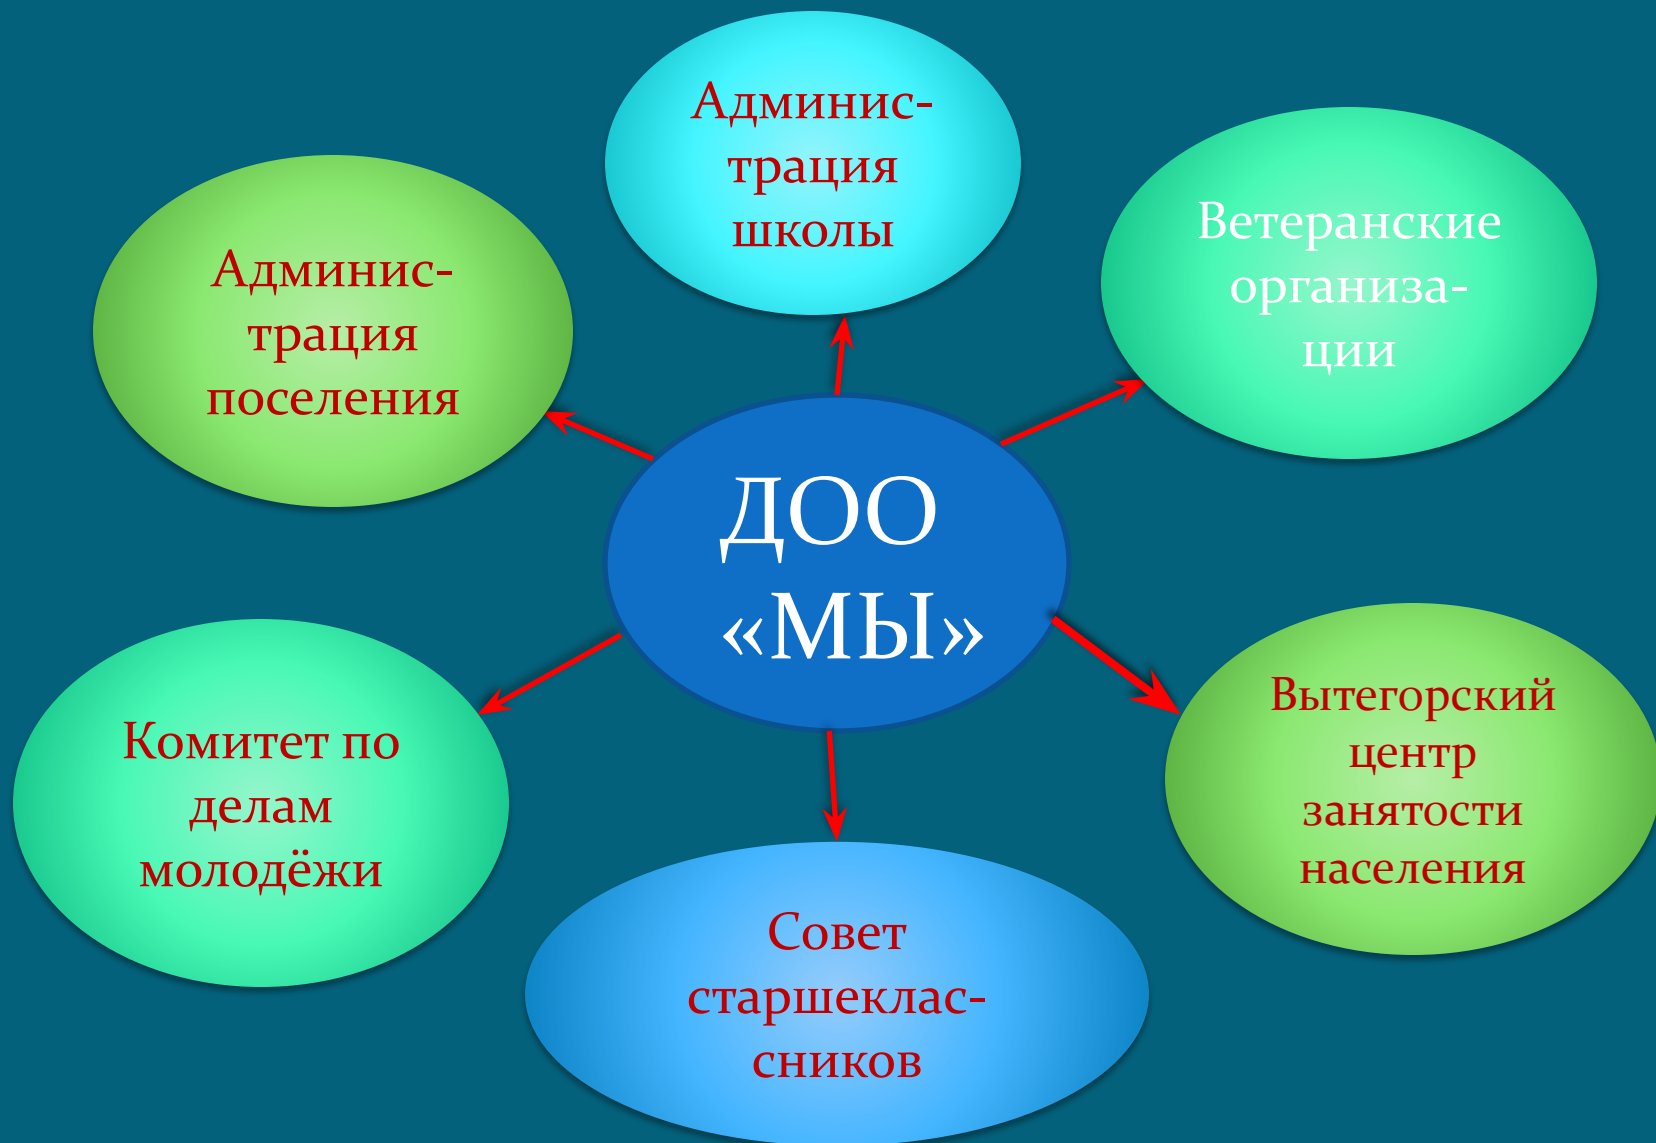 Админис-
трация
школы
Ветеранские
организа-
ции
Админис-
трация
поселения
ДОО
«МЫ»
Вытегорский
центр
занятости
населения
Комитет по
делам
молодёжи
Совет
старшеклас-
сников